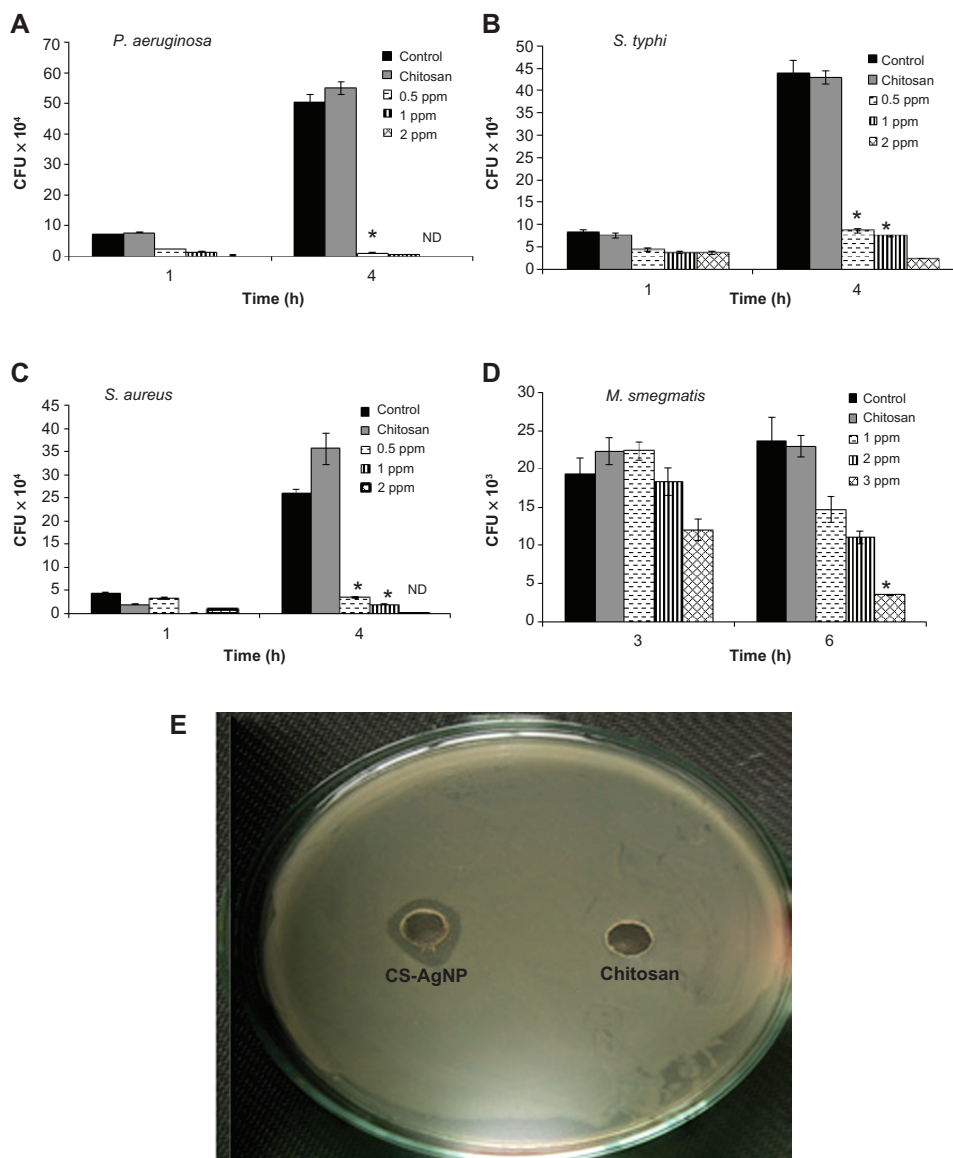 A
P. aeruginosa
CFU × 10⁴
70
60
50
40
30
20
10
0
Control
Chitosan
0.5 ppm
1 ppm
2 ppm
*
ND
1
4
Time (h)
B
S. typhi
CFU × 10⁴
50
45
40
35
30
25
20
15
10
5
0
Control
Chitosan
0.5 ppm
1 ppm
2 ppm
*
*
1
4
Time (h)
C
S. aureus
CFU × 10⁴
45
40
35
30
25
20
15
10
5
0
Control
Chitosan
0.5 ppm
1 ppm
2 ppm
*
*
ND
1
4
Time (h)
D
M. smegmatis
CFU × 10³
30
25
20
15
10
5
0
Control
Chitosan
1 ppm
2 ppm
3 ppm
*
3
6
Time (h)
E
CS-AgNP
Chitosan